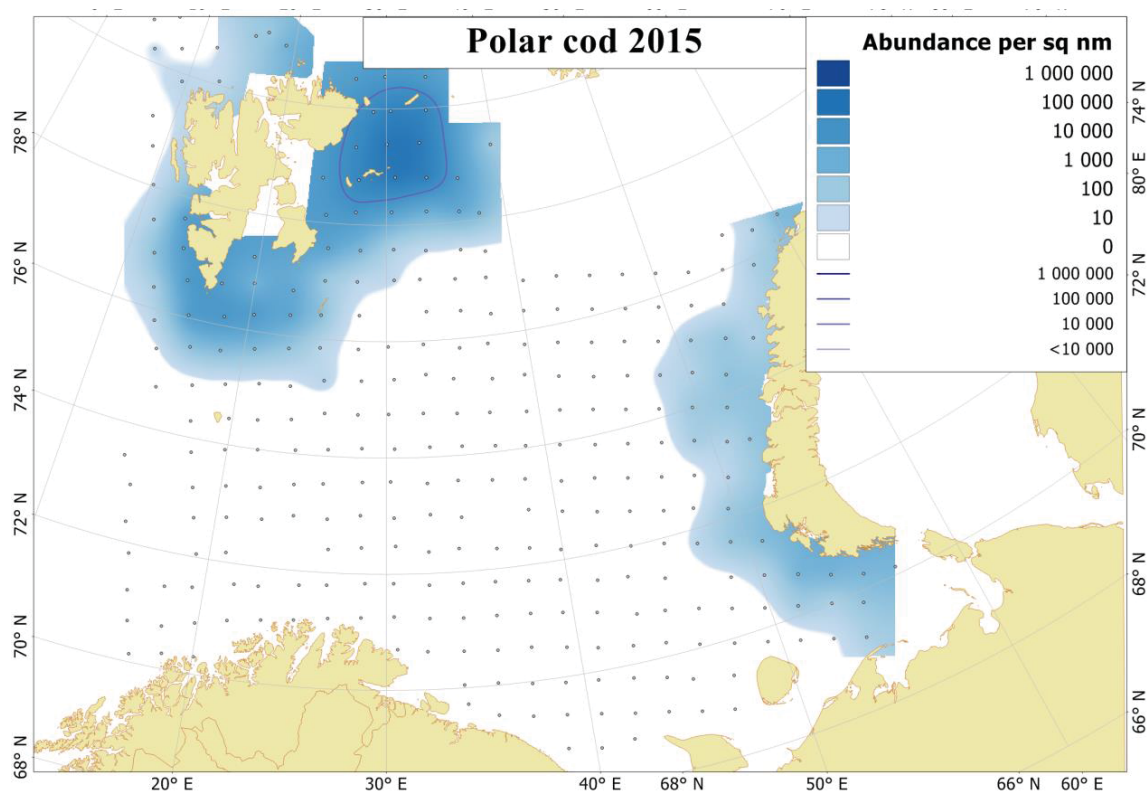 Polar cod 2015
Abundance per sq nm
1 000 000
100 000
10 000
1 000
100
10
0
1 000 000
100 000
10 000
<10 000
78° N
76° N
74° N
72° N
70° N
68° N
74° N
80° E
72° N
70° N
68° N
66° N
20° E
30° E
40° E
68° N
50° E
66° N
60° E